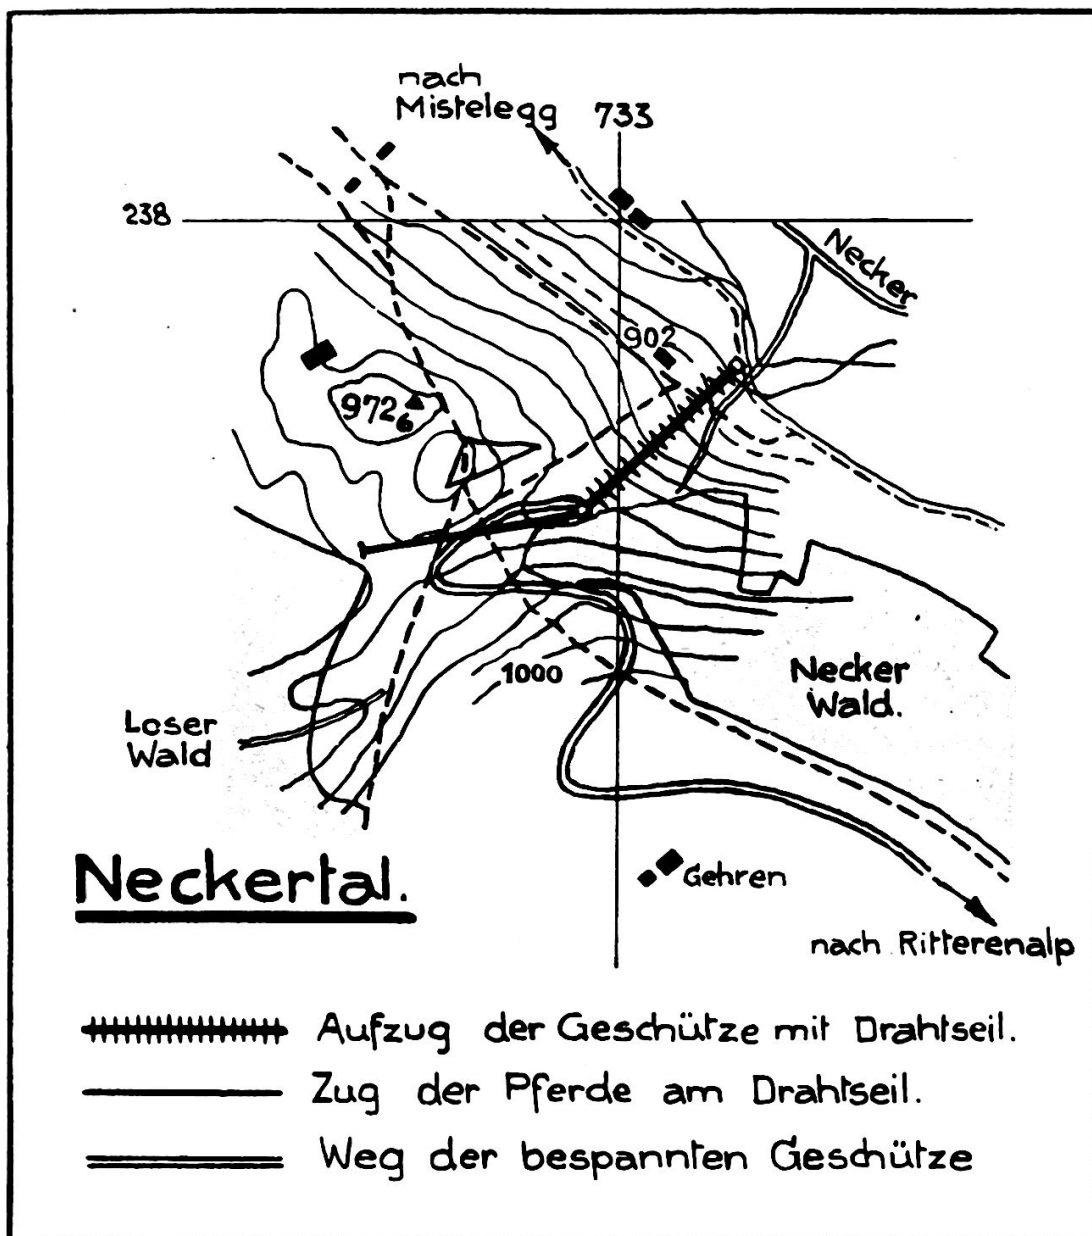 nach
Mistelegg
733
238
Necker
902
972 6
1000
Necker
Wald.
Loser
Wald
Neckertal.
Gehren
nach Ritterenalp
Aufzug der Geschütze mit Drahtseil.
Zug der Pferde am Drahtseil.
Weg der bespannten Geschütze